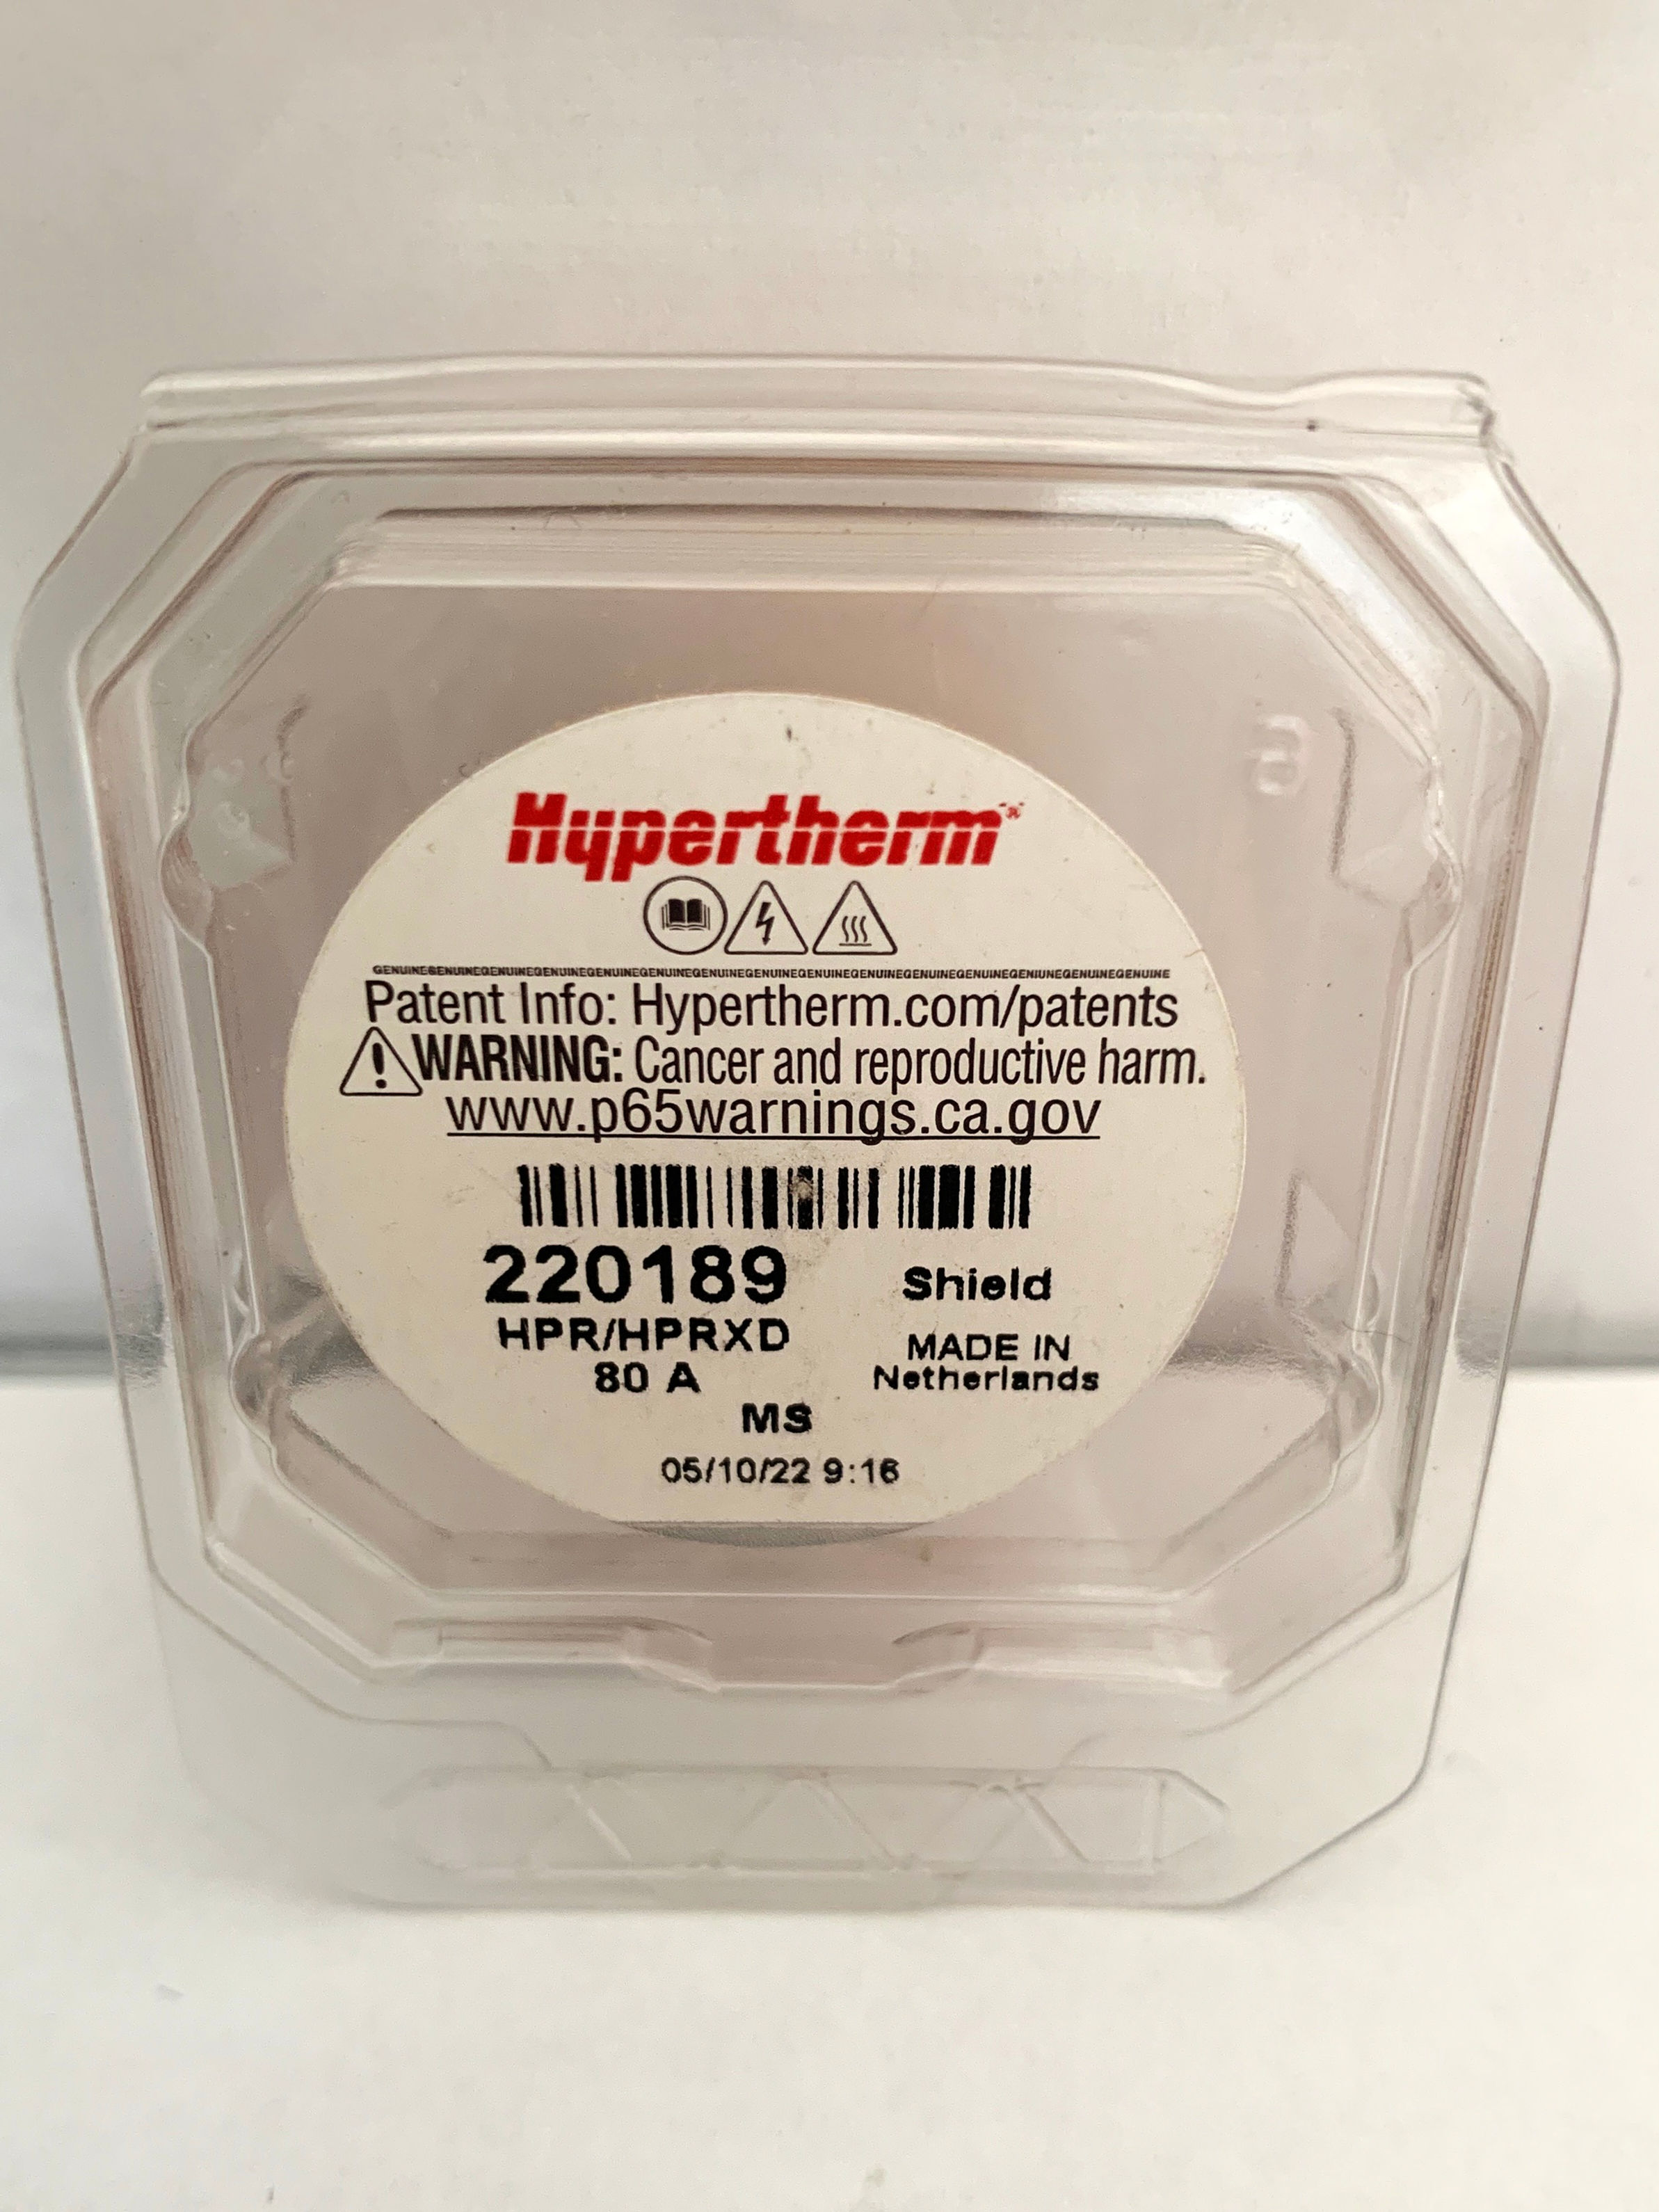 Hypertherm®
GENUINEGENUINEGENUINEGENUINEGENUINEGENUINEGENUINEGENUINEGENUINEGENUINEGENUINEGENUINEGENIUNEGENUINEGENUINE
Patent Info: Hypertherm.com/patents
WARNING: Cancer and reproductive harm.
www.p65warnings.ca.gov
220189 Shield
HPR/HPRXD MADE IN
80 A Netherlands
MS
05/10/22 9:16